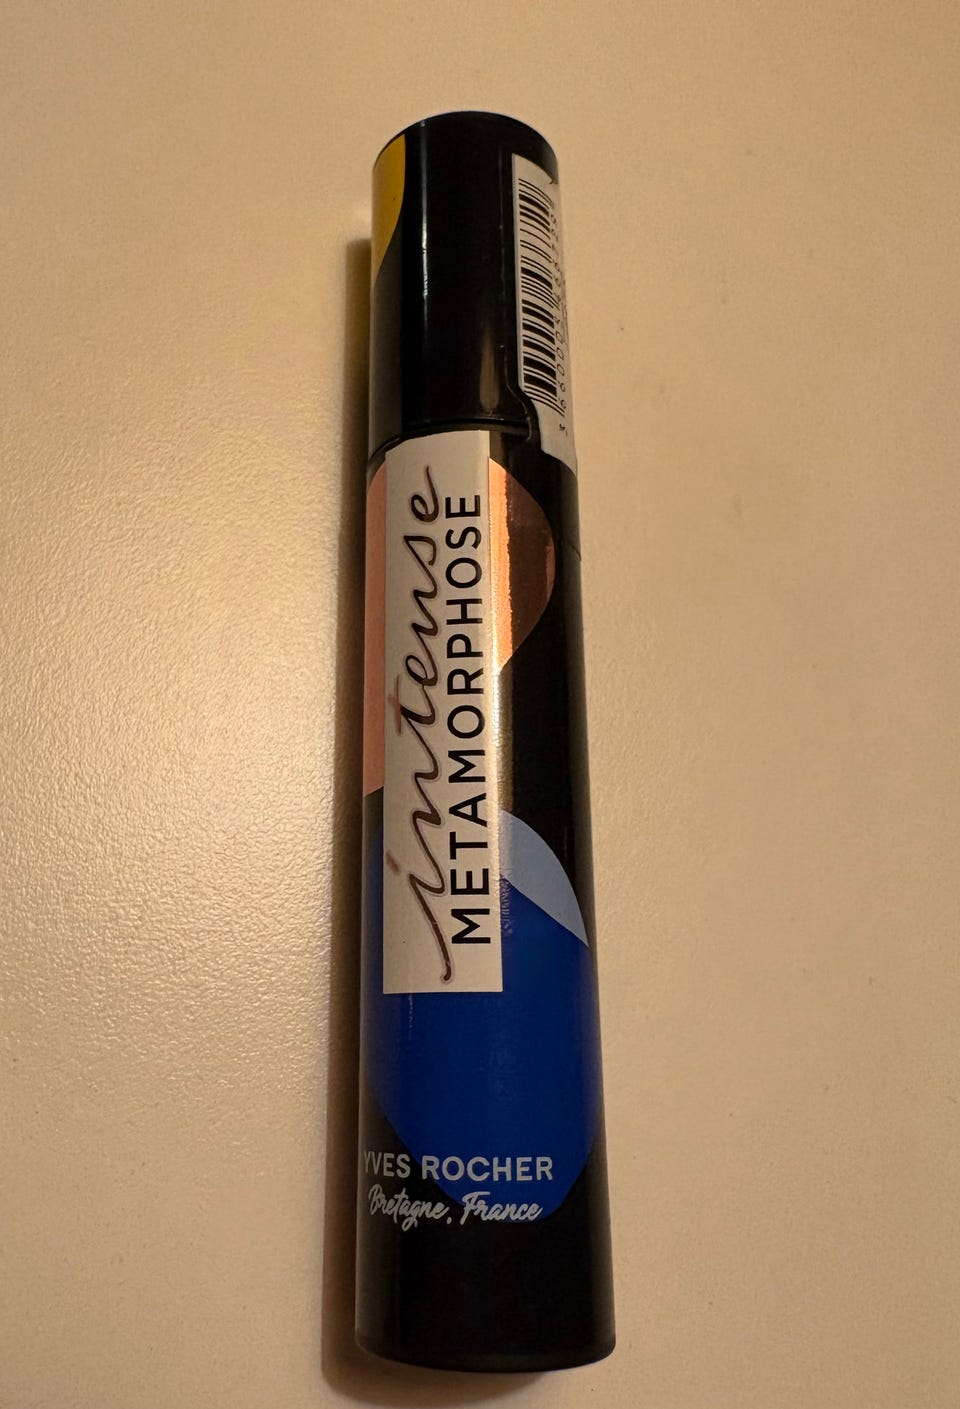 intense
METAMORPHOSE
YVES ROCHER
Bretagne, France